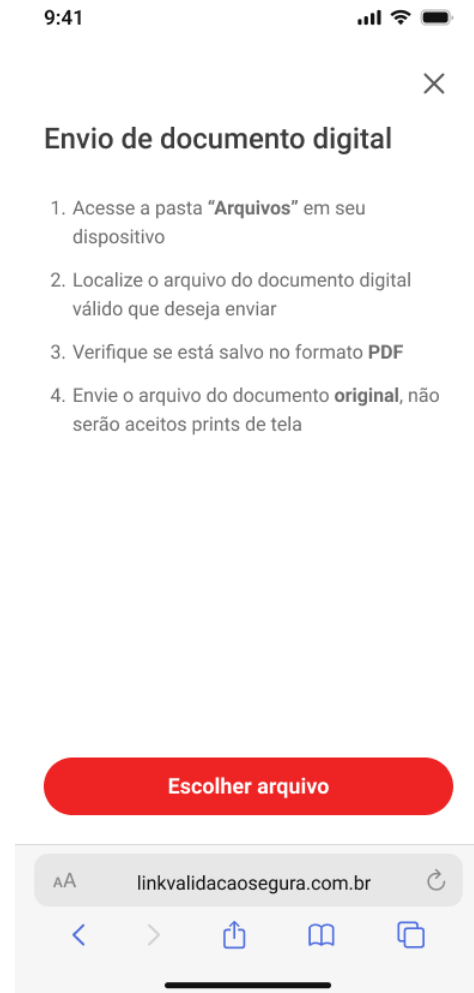 9:41
Envio de documento digital
1. Acesse a pasta “Arquivos” em seu
dispositivo
2. Localize o arquivo do documento digital
válido que deseja enviar
3. Verifique se está salvo no formato PDF
4. Envie o arquivo do documento original, não
serão aceitos prints de tela
Escolher arquivo
AA linkvalidacaosegura.com.br